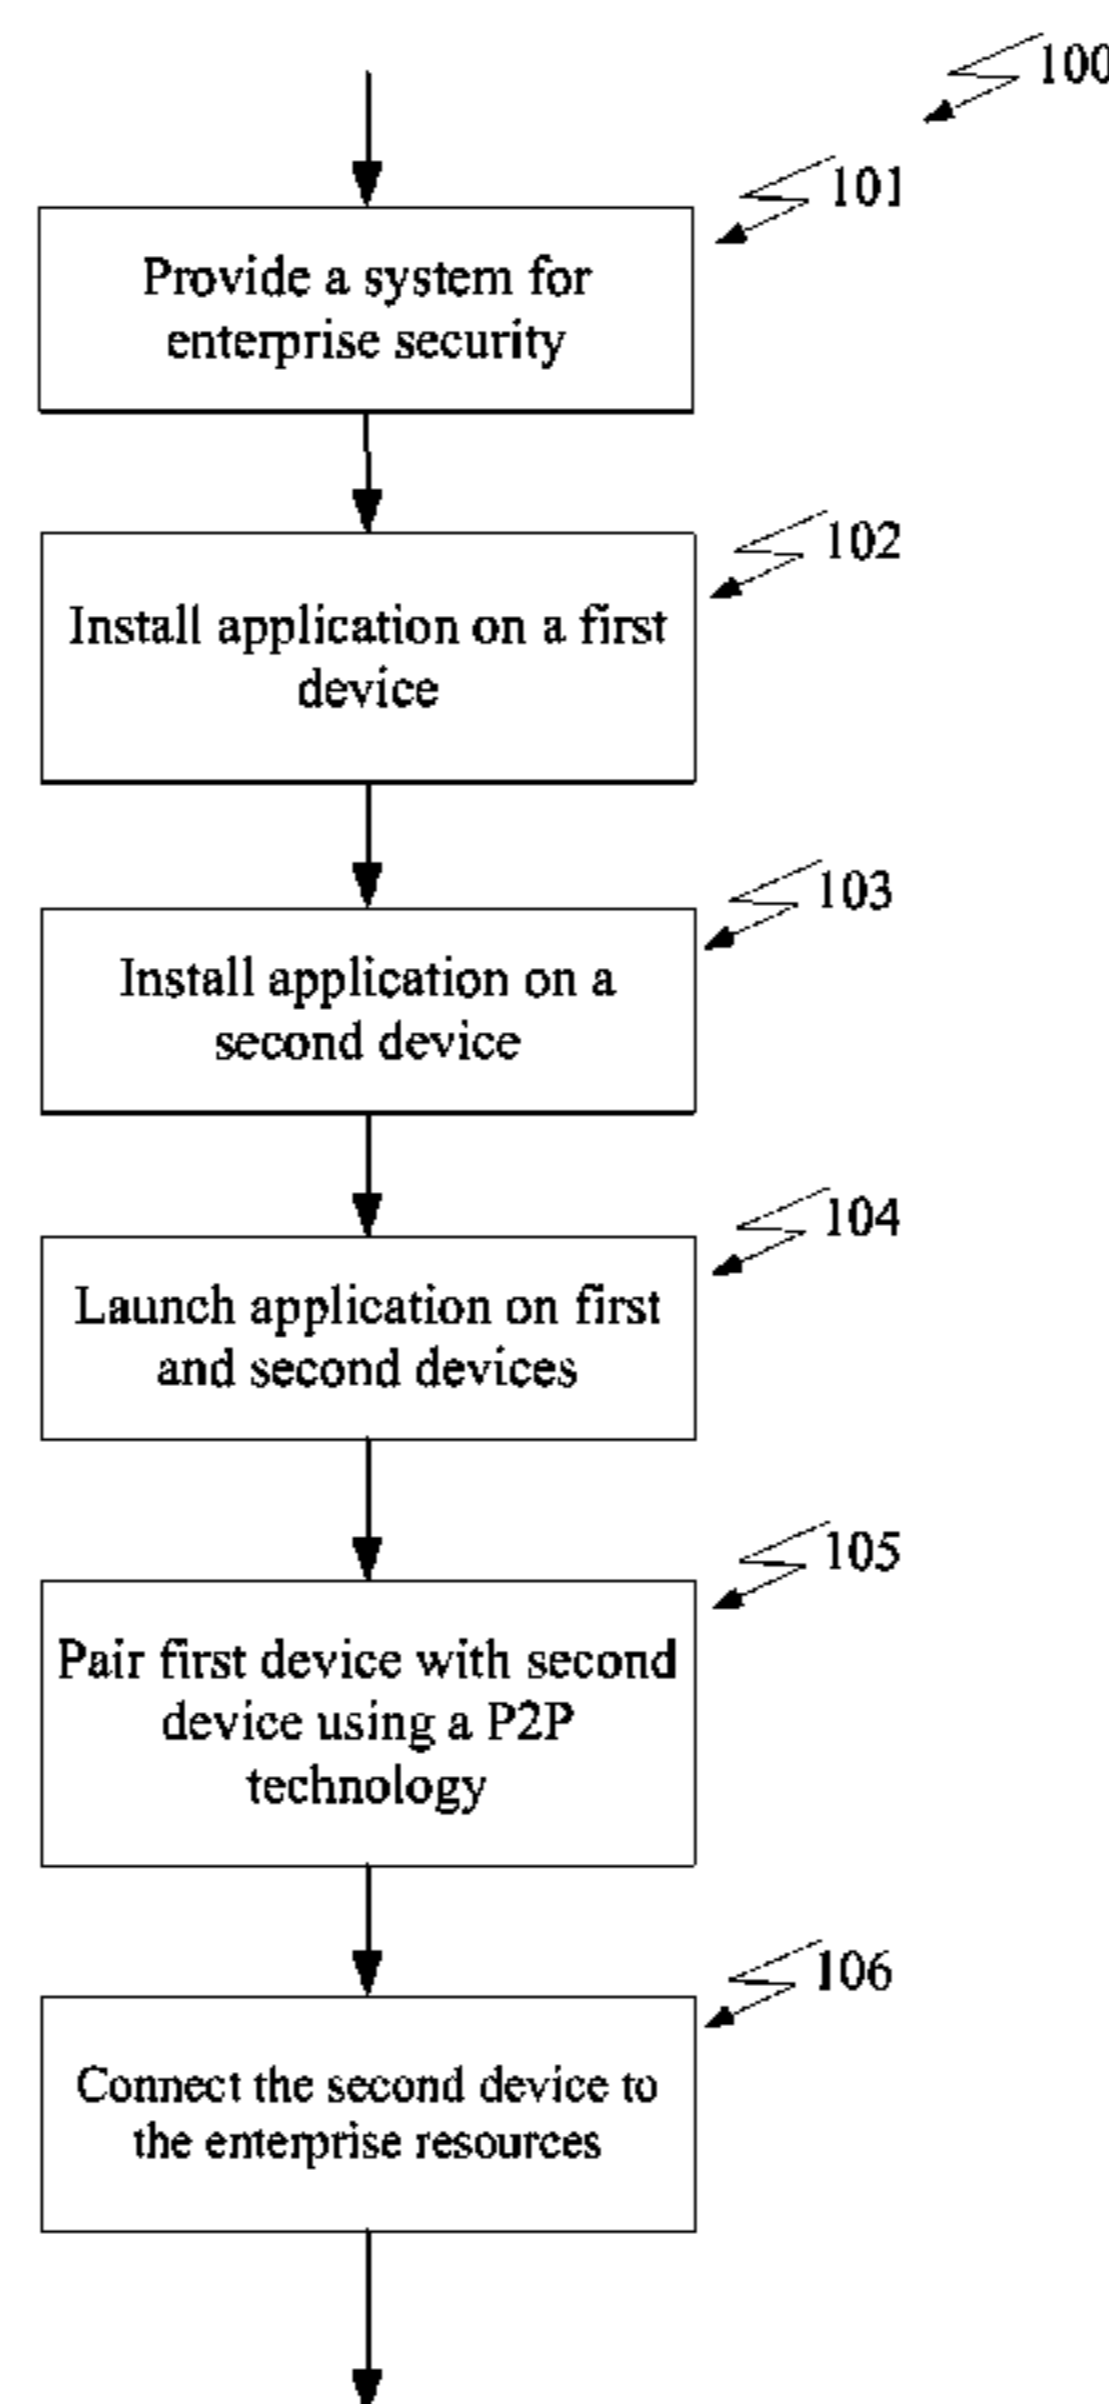 100
101
Provide a system for
enterprise security
102
Install application on a first
device
103
Install application on a
second device
104
Launch application on first
and second devices
105
Pair first device with second
device using a P2P
technology
106
Connect the second device to
the enterprise resources